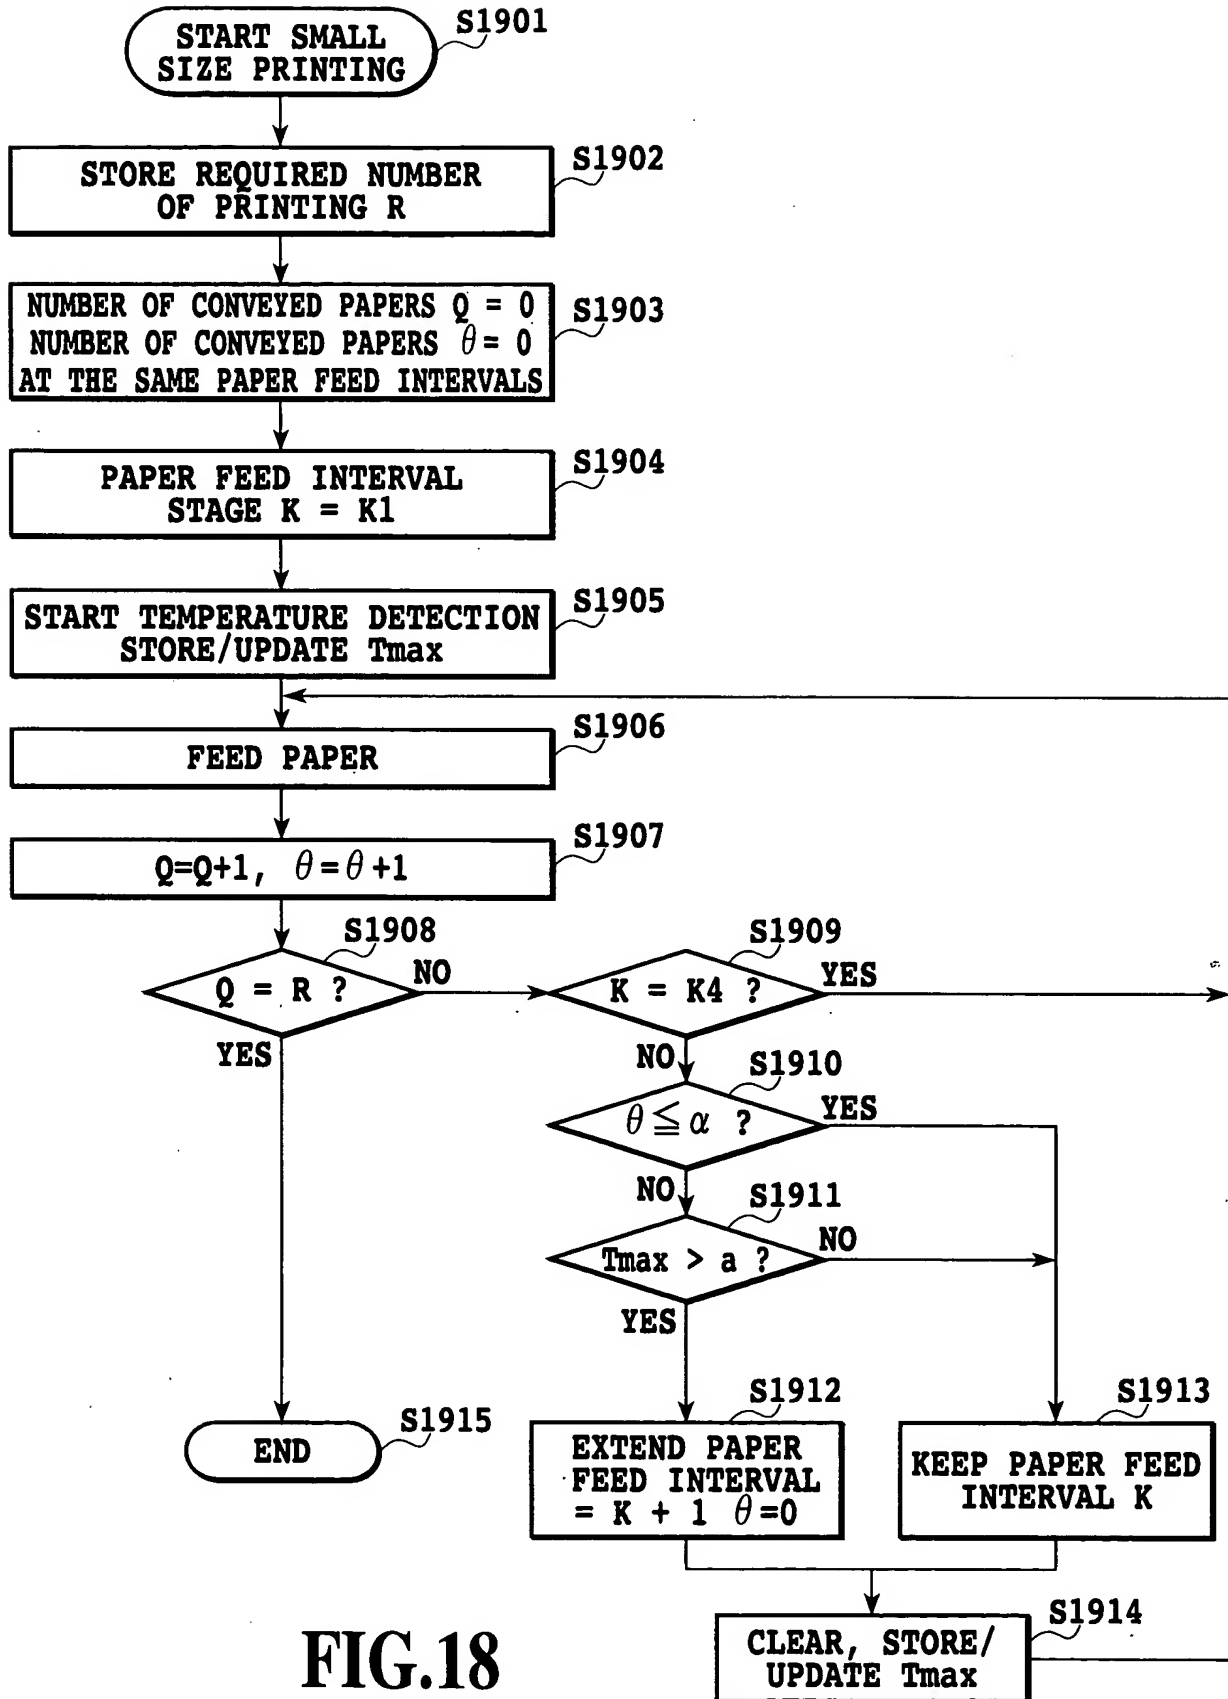 START SMALL
SIZE PRINTING
S1901
STORE REQUIRED NUMBER
OF PRINTING R
S1902
NUMBER OF CONVEYED PAPERS Q = 0
NUMBER OF CONVEYED PAPERS θ = 0
AT THE SAME PAPER FEED INTERVALS
S1903
PAPER FEED INTERVAL
STAGE K = K1
S1904
START TEMPERATURE DETECTION
STORE/UPDATE Tmax
S1905
FEED PAPER
S1906
Q=Q+1, θ=θ+1
S1907
Q = R ?
S1908
NO
YES
K = K4 ?
S1909
YES
NO
θ ≦ α ?
S1910
YES
NO
Tmax > a ?
S1911
NO
YES
END
S1915
EXTEND PAPER
FEED INTERVAL
= K + 1 θ=0
S1912
KEEP PAPER FEED
INTERVAL K
S1913
CLEAR, STORE/
UPDATE Tmax
S1914
FIG.18